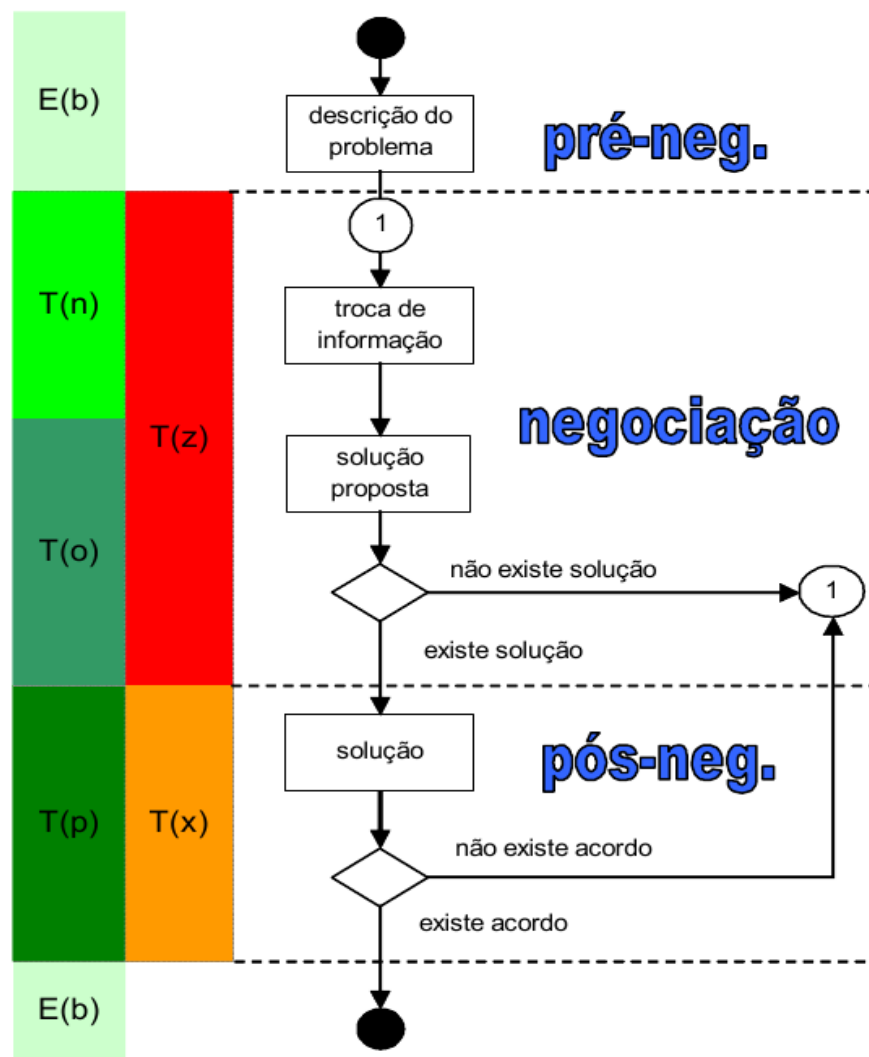 E(b)
descrição do
problema
pré-neg.
1
T(n)
troca de
informação
negociação
T(z)
solução
proposta
T(o)
não existe solução
1
existe solução
solução
pós-neg.
T(p)
T(x)
não existe acordo
existe acordo
E(b)